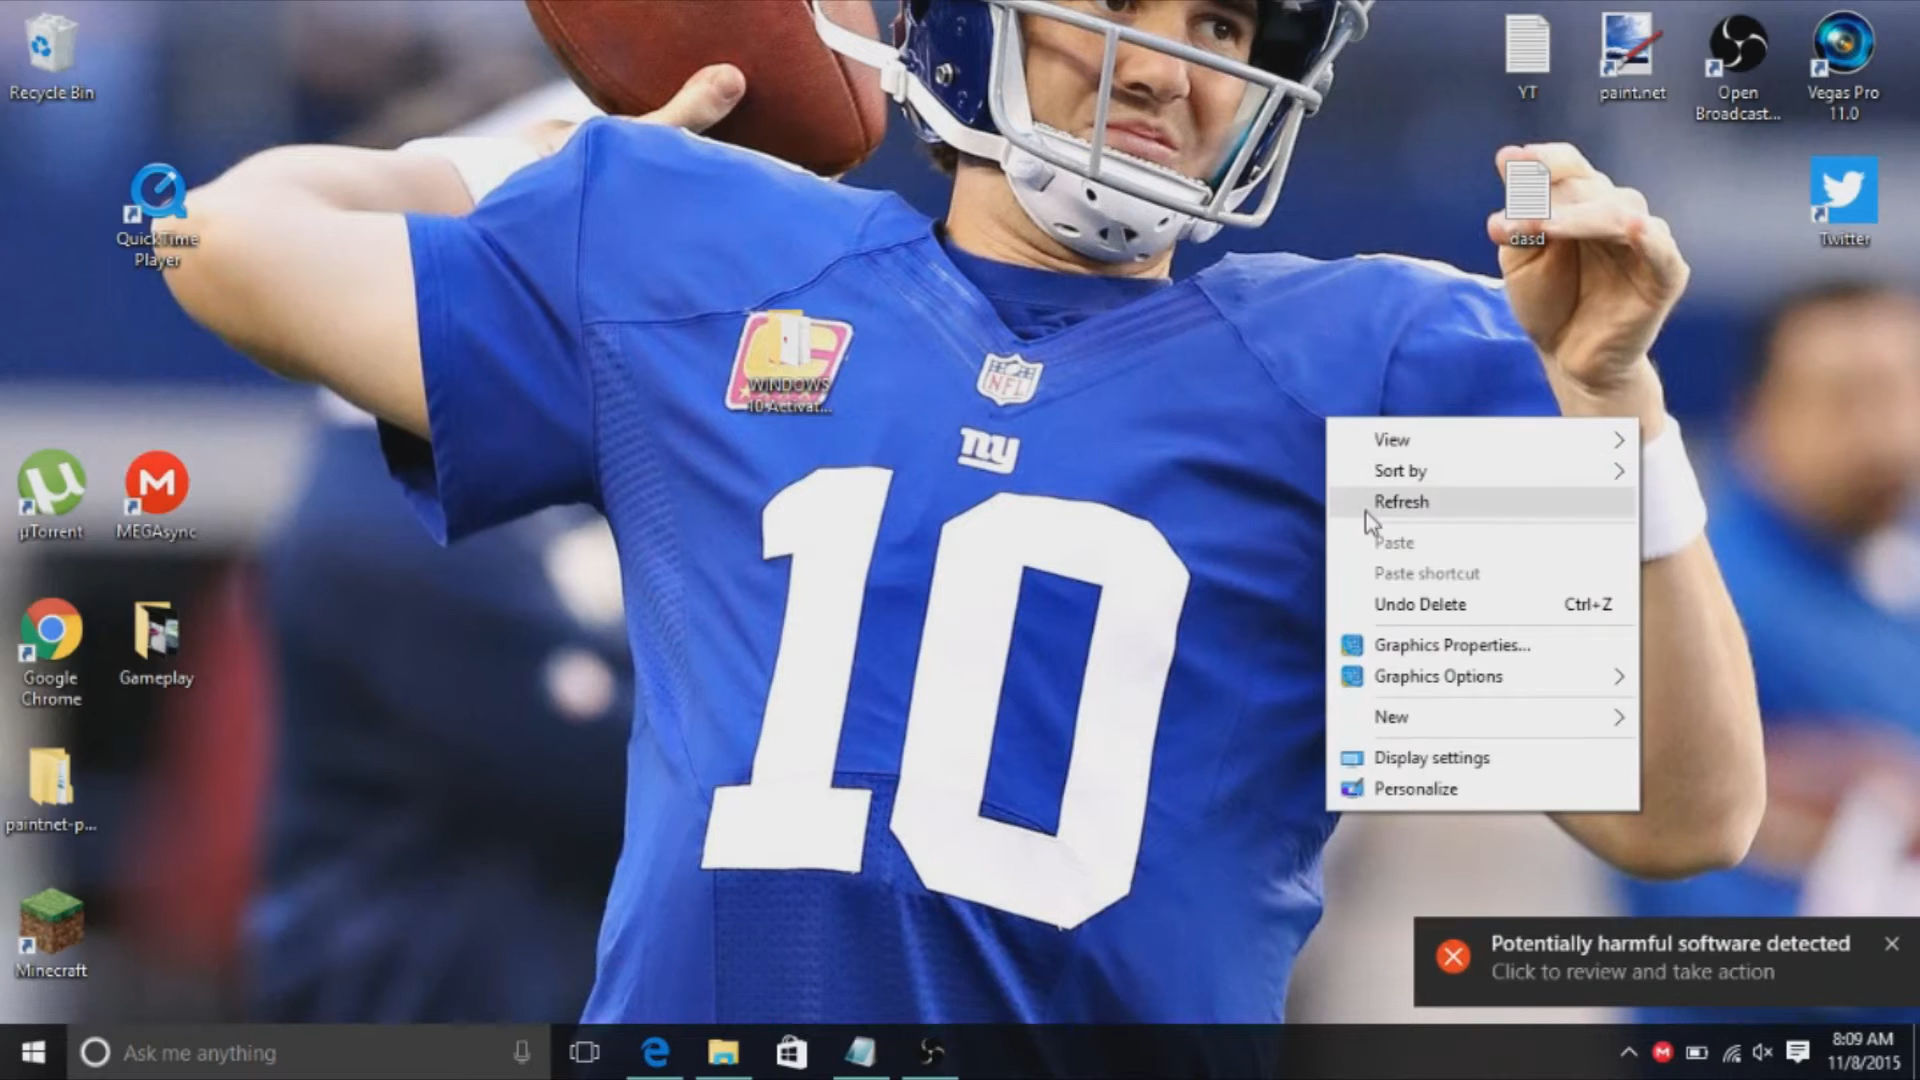 Recycle Bin
YT
paint.net
Open
Broadcast...
Vegas Pro
11.0
QuickTime
Player
dasd
Twitter
WINDOWS
10 Activat...
NFL
ny
10
µTorrent
MEGAsync
Google
Chrome
Gameplay
paintnet-p...
Minecraft
View
Sort by
Refresh
Paste
Paste shortcut
Undo Delete Ctrl+Z
Graphics Properties...
Graphics Options
New
Display settings
Personalize
Potentially harmful software detected
Click to review and take action
Ask me anything
8:09 AM
11/8/2015